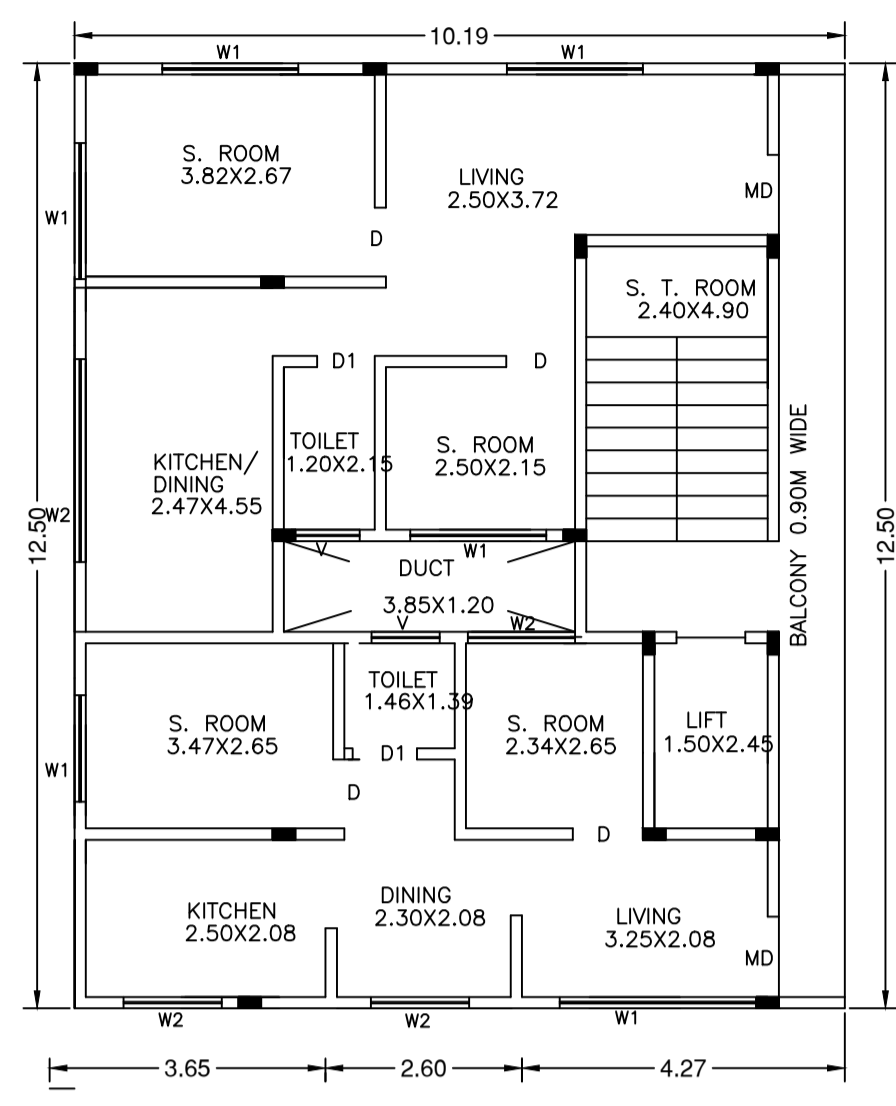 10.19
W1
W1
S. ROOM
3.82X2.67
LIVING
2.50X3.72
W1
MD
D
S. T. ROOM
2.40X4.90
D1
D
TOILET
1.20X2.15
S. ROOM
2.50X2.15
KITCHEN/
DINING
2.47X4.55
BALCONY 0.90M WIDE
W2
12.50
12.50
V
W1
DUCT
3.85X1.20
V
W2
TOILET
1.46X1.39
S. ROOM
3.47X2.65
S. ROOM
2.34X2.65
LIFT
1.50X2.45
W1
D1
D
D
KITCHEN
2.50X2.08
DINING
2.30X2.08
LIVING
3.25X2.08
MD
W2
W2
W1
3.65
2.60
4.27